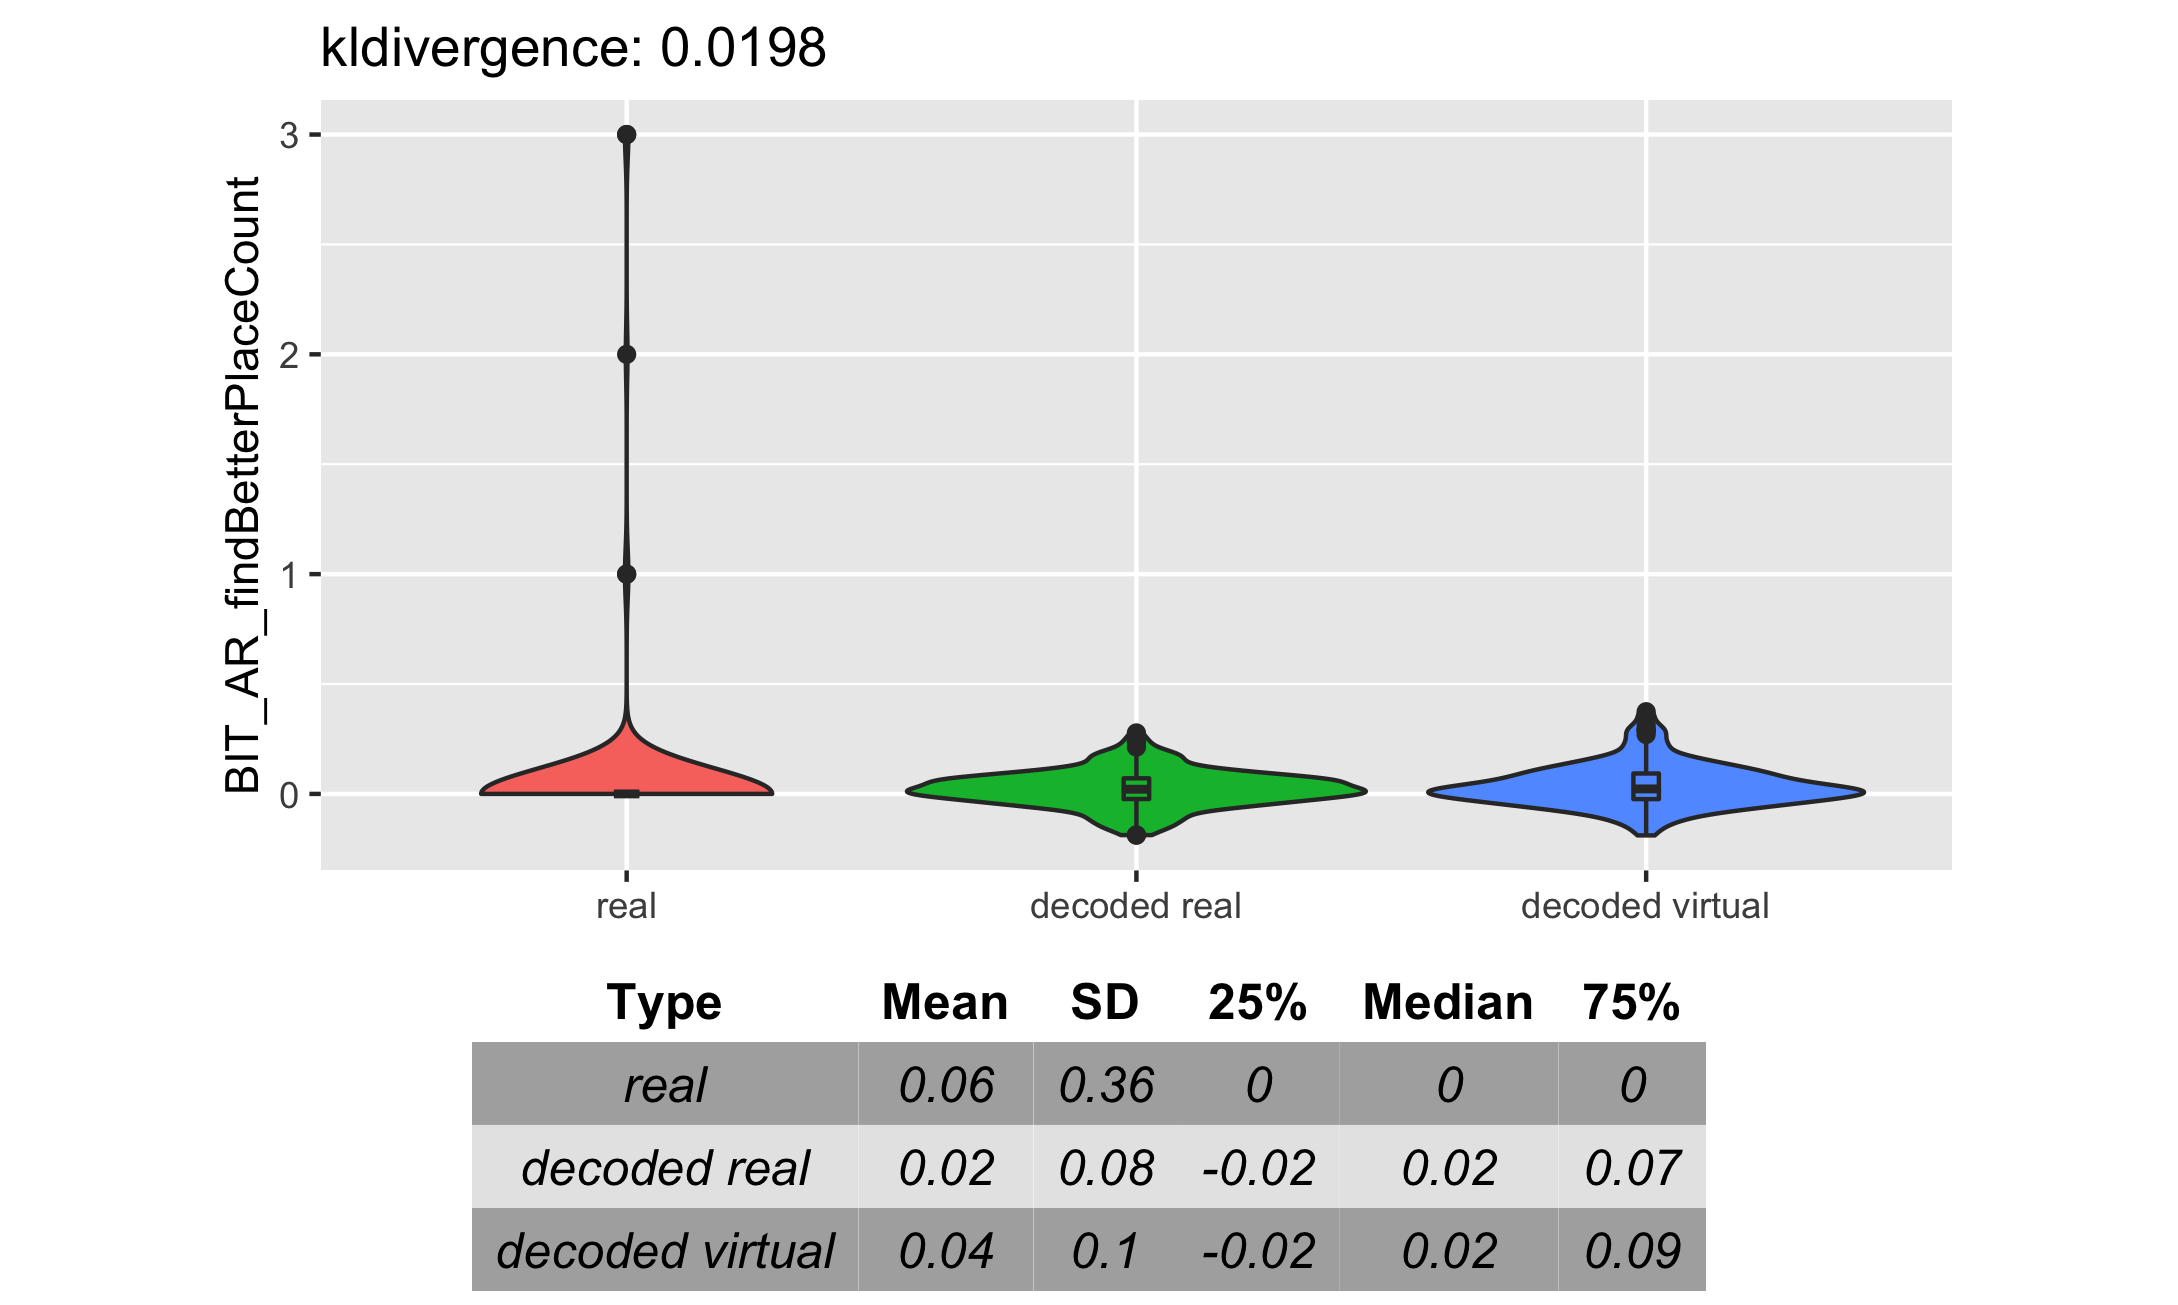 kldivergence: 0.0198
BIT_AR_findBetterPlaceCount
3
2
1
0
real decoded real decoded virtual
Type Mean SD 25% Median 75%
real 0.06 0.36 0 0 0
decoded real 0.02 0.08 -0.02 0.02 0.07
decoded virtual 0.04 0.1 -0.02 0.02 0.09